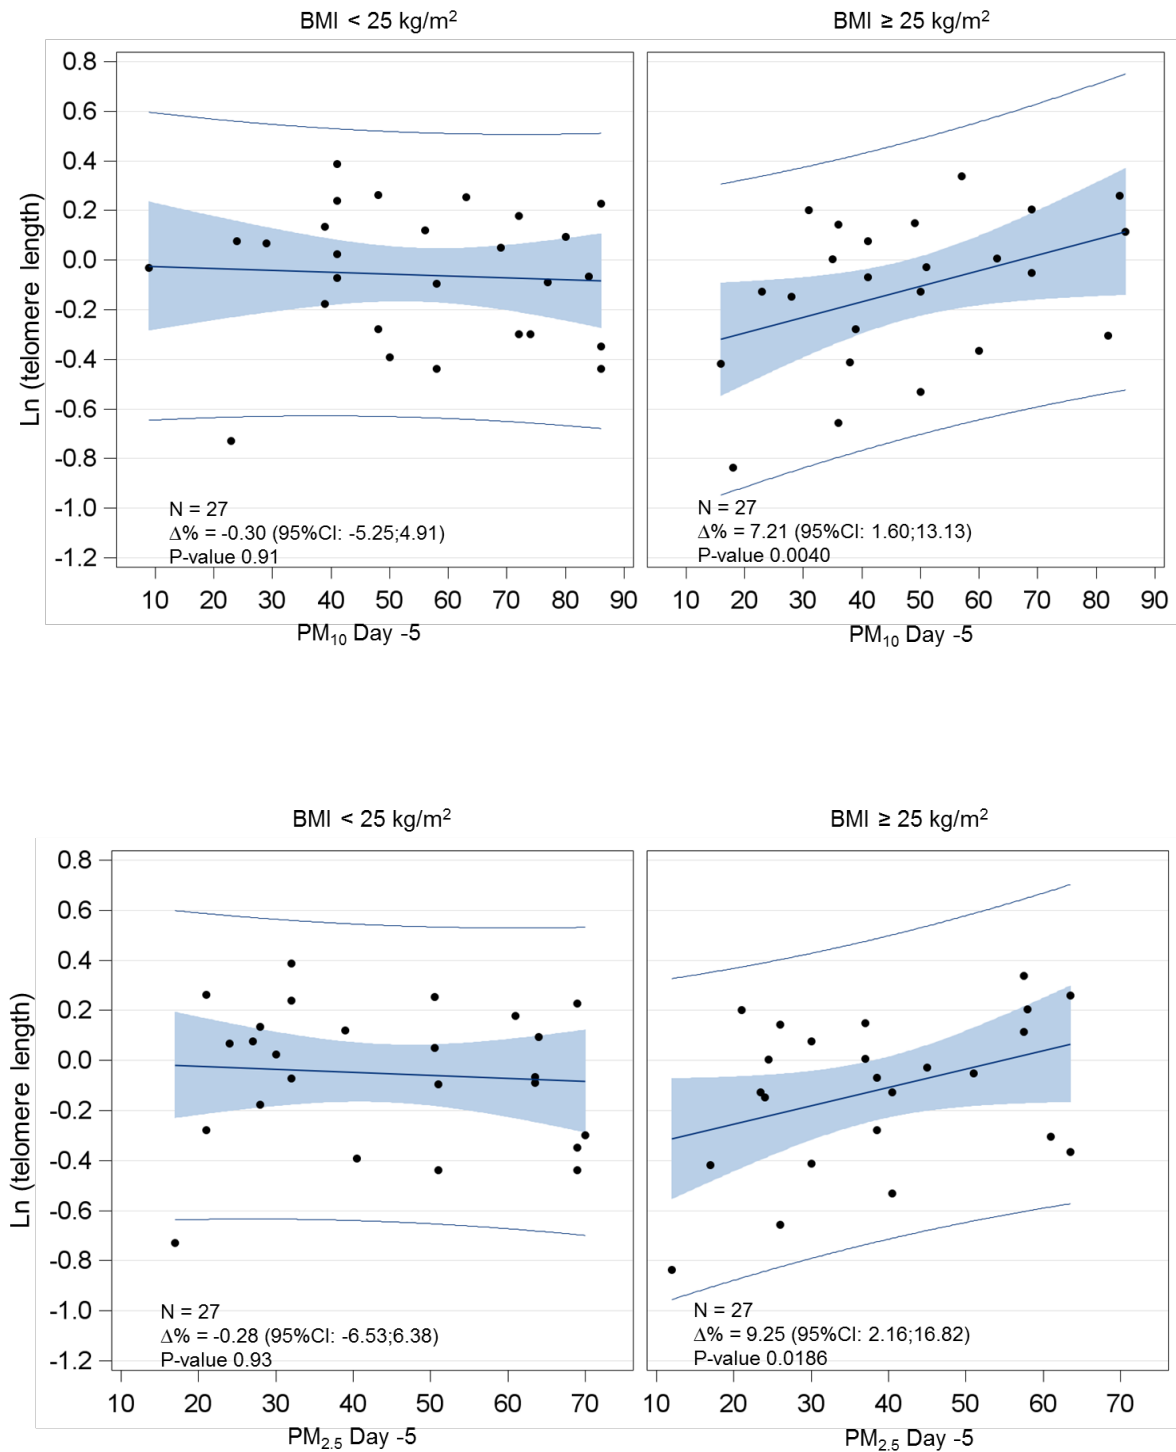 BMI < 25 kg/m²
BMI ≥ 25 kg/m²
Ln (telomere length)
0.8
0.6
0.4
0.2
0.0
-0.2
-0.4
-0.6
-0.8
-1.0
-1.2
N = 27
Δ% = -0.30 (95%CI: -5.25;4.91)
P-value 0.91
N = 27
Δ% = 7.21 (95%CI: 1.60;13.13)
P-value 0.0040
10 20 30 40 50 60 70 80 90
10 20 30 40 50 60 70 80 90
PM₁₀ Day -5
PM₁₀ Day -5
BMI < 25 kg/m²
BMI ≥ 25 kg/m²
Ln (telomere length)
0.8
0.6
0.4
0.2
0.0
-0.2
-0.4
-0.6
-0.8
-1.0
-1.2
N = 27
Δ% = -0.28 (95%CI: -6.53;6.38)
P-value 0.93
N = 27
Δ% = 9.25 (95%CI: 2.16;16.82)
P-value 0.0186
10 20 30 40 50 60 70
10 20 30 40 50 60 70
PM₂.₅ Day -5
PM₂.₅ Day -5